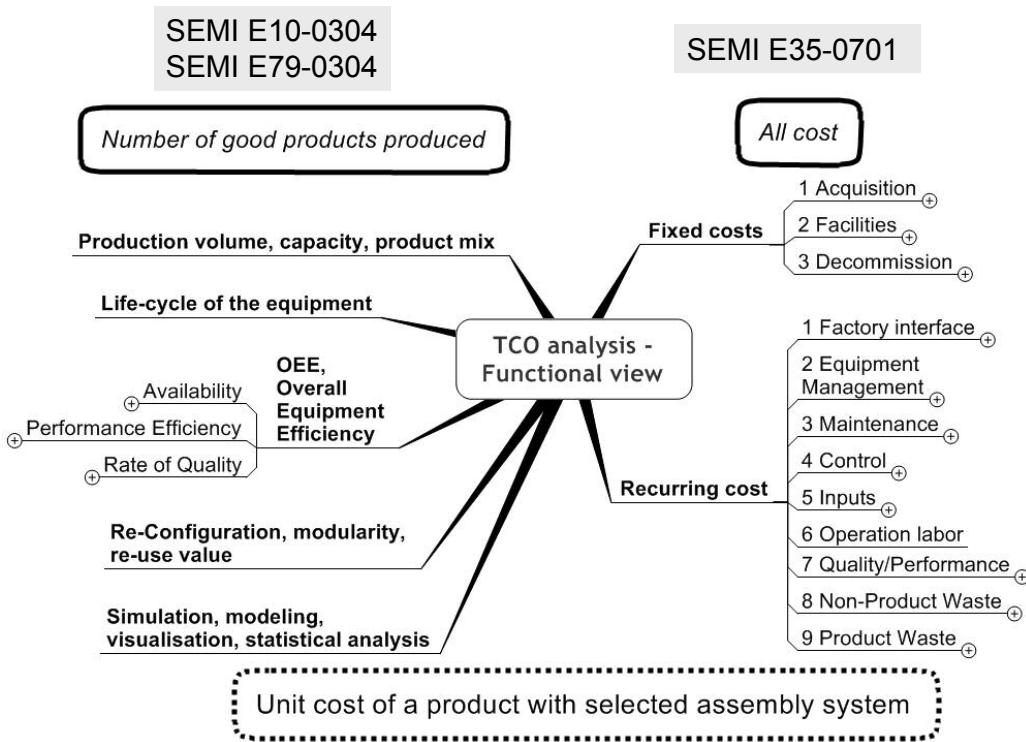 SEMI E10-0304
SEMI E79-0304
SEMI E35-0701
Number of good products produced
All cost
Production volume, capacity, product mix
Life-cycle of the equipment
OEE,
Overall
Equipment
Efficiency
Availability
Performance Efficiency
Rate of Quality
Re-Configuration, modularity,
re-use value
Simulation, modeling,
visualisation, statistical analysis
TCO analysis -
Functional view
Fixed costs
1 Acquisition
2 Facilities
3 Decommission
Recurring cost
1 Factory interface
2 Equipment
Management
3 Maintenance
4 Control
5 Inputs
6 Operation labor
7 Quality/Performance
8 Non-Product Waste
9 Product Waste
Unit cost of a product with selected assembly system